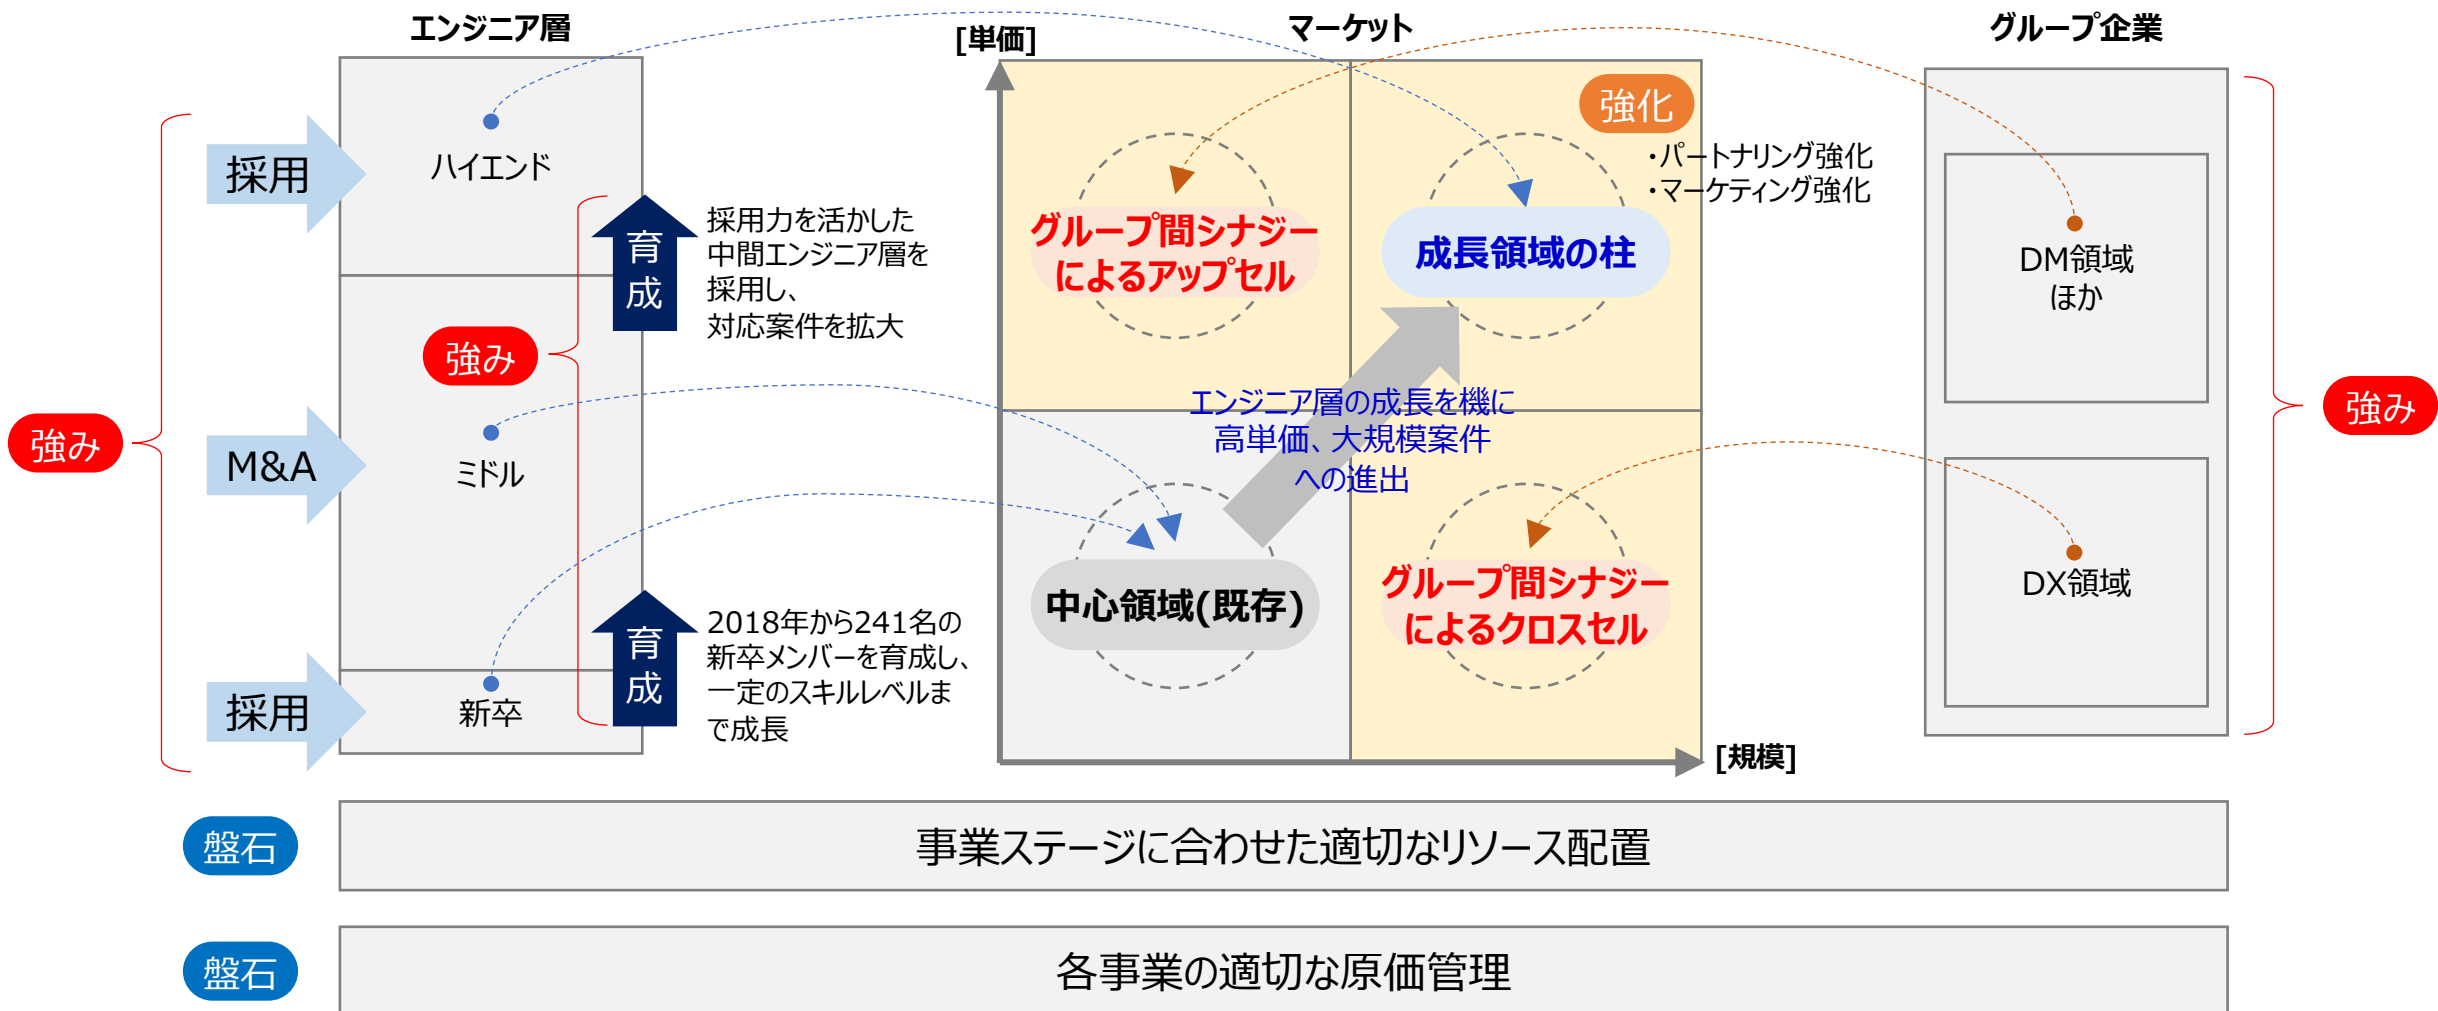 エンジニア層
マーケット
グループ企業
[単価]
強化
・パートナリング強化
・マーケティング強化
採用
ハイエンド
育成
採用力を活かした
中間エンジニア層を
採用し、
対応案件を拡大
グループ間シナジー
によるアップセル
成長領域の柱
DM領域
ほか
強み
強み
強み
エンジニア層の成長を機に
高単価、大規模案件
への進出
M&A
ミドル
中心領域(既存)
グループ間シナジー
によるクロスセル
DX領域
採用
新卒
育成
2018年から241名の
新卒メンバーを育成し、
一定のスキルレベルま
で成長
[規模]
盤石
事業ステージに合わせた適切なリソース配置
盤石
各事業の適切な原価管理